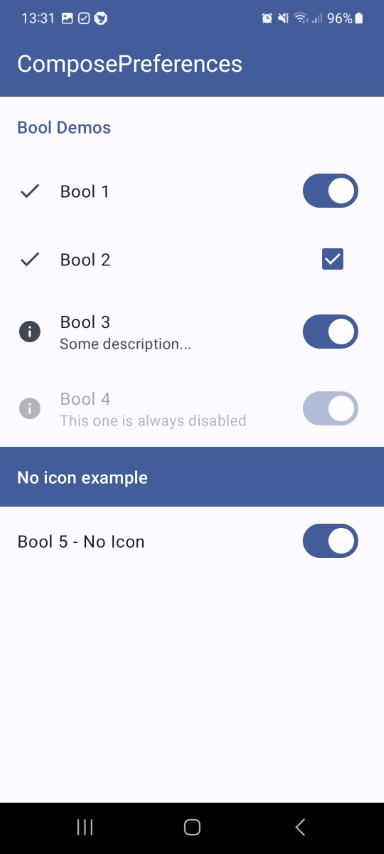 13:31 96%
ComposePreferences
Bool Demos
Bool 1
Bool 2
Bool 3
Some description...
Bool 4
This one is always disabled
No icon example
Bool 5 - No Icon